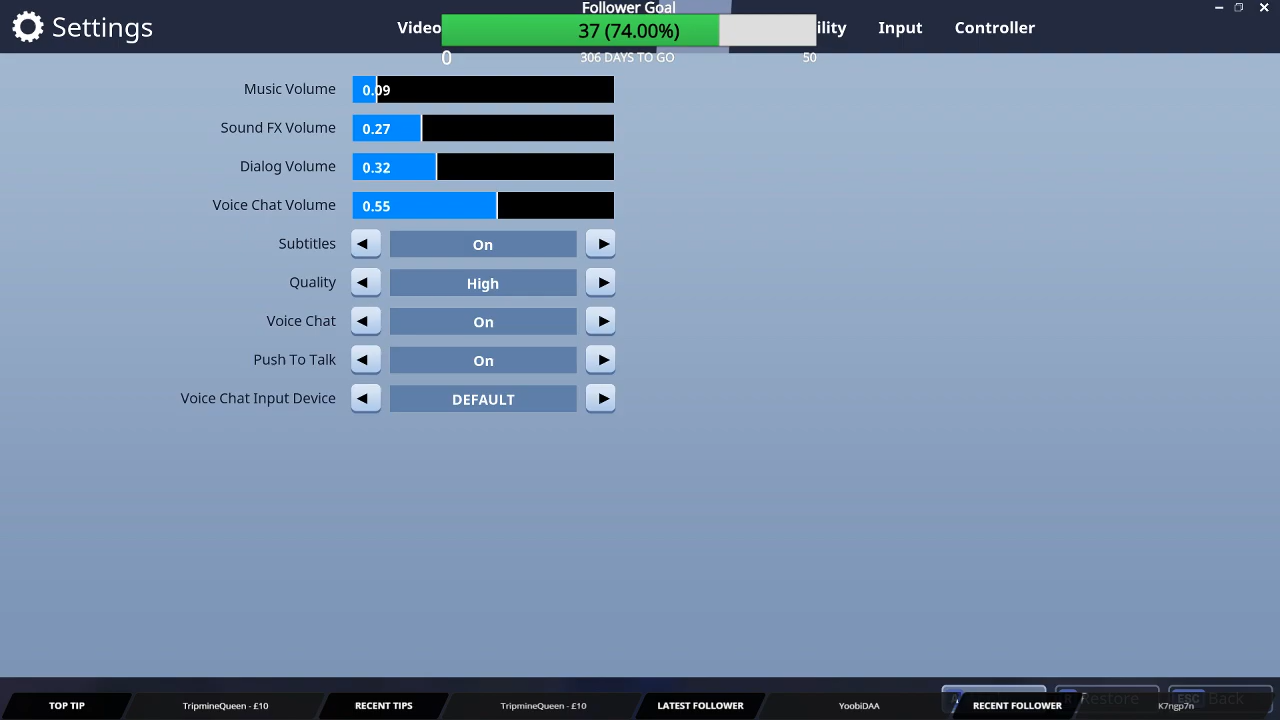 Follower Goal
Settings
Video
37 (74.00%)
ility
Input
Controller
0
306 DAYS TO GO
50
Music Volume
0.09
Sound FX Volume
0.27
Dialog Volume
0.32
Voice Chat Volume
0.55
Subtitles
On
Quality
High
Voice Chat
On
Push To Talk
On
Voice Chat Input Device
DEFAULT
A
R
Restore
ESC
Back
TOP TIP
TripmineQueen - £10
RECENT TIPS
TripmineQueen - £10
LATEST FOLLOWER
YoobiDAA
RECENT FOLLOWER
K7ngp7n